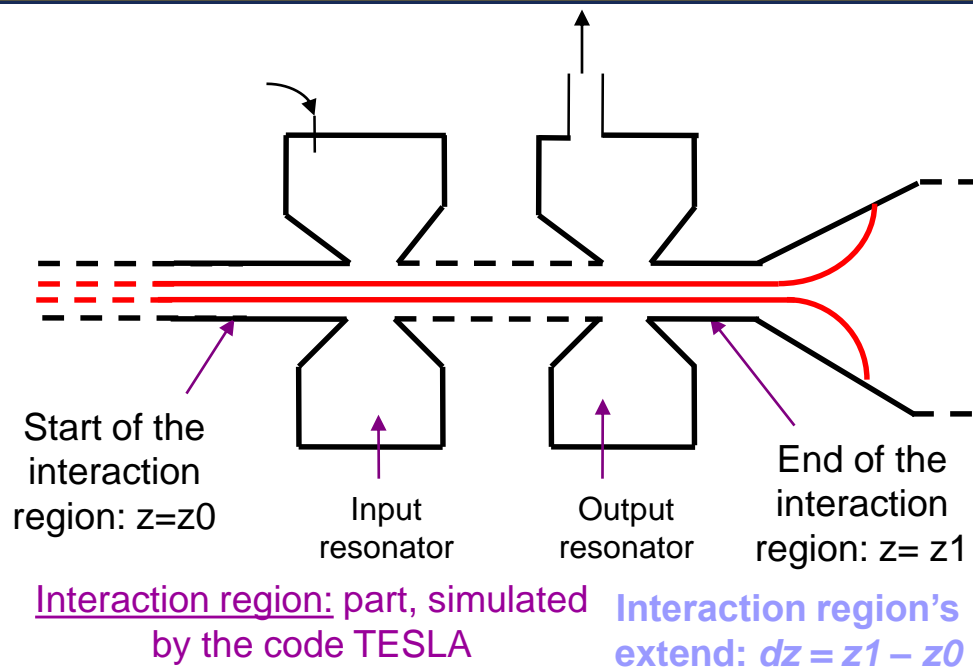 Start of the
interaction
region: z=z0
Input
resonator
Output
resonator
End of the
interaction
region: z= z1
Interaction region: part, simulated
by the code TESLA
Interaction region's
extend: dz = z1 – z0